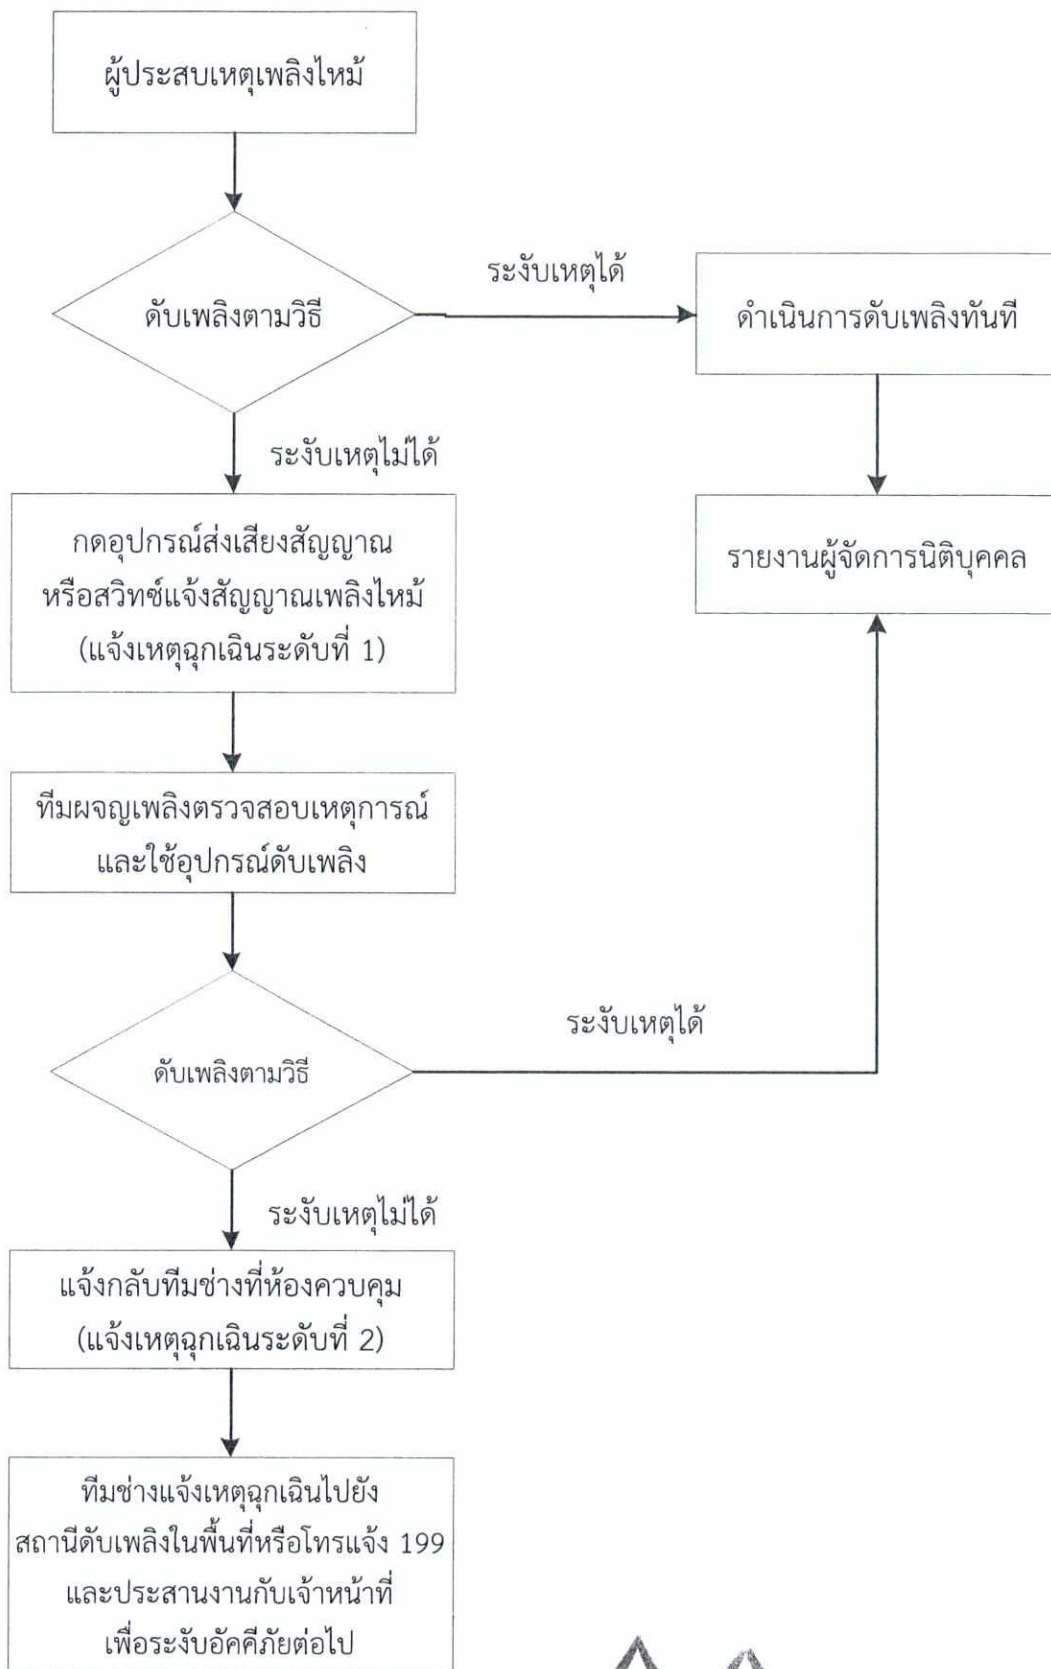 ผู้ประสบเหตุเพลิงไหม้
ดับเพลิงตามวิธี
ระงับเหตุได้
ดำเนินการดับเพลิงทันที
ระงับเหตุไม่ได้
กดอุปกรณ์ส่งเสียงสัญญาณ
หรือสวิทซ์แจ้งสัญญาณเพลิงไหม้
(แจ้งเหตุฉุกเฉินระดับที่ 1)
รายงานผู้จัดการนิติบุคคล
ทีมผจญเพลิงตรวจสอบเหตุการณ์
และใช้อุปกรณ์ดับเพลิง
ดับเพลิงตามวิธี
ระงับเหตุได้
ระงับเหตุไม่ได้
แจ้งกลับทีมช่างที่ห้องควบคุม
(แจ้งเหตุฉุกเฉินระดับที่ 2)
ทีมช่างแจ้งเหตุฉุกเฉินไปยัง
สถานีดับเพลิงในพื้นที่หรือโทรแจ้ง 199
และประสานงานกับเจ้าหน้าที่
เพื่อระงับอัคคีภัยต่อไป